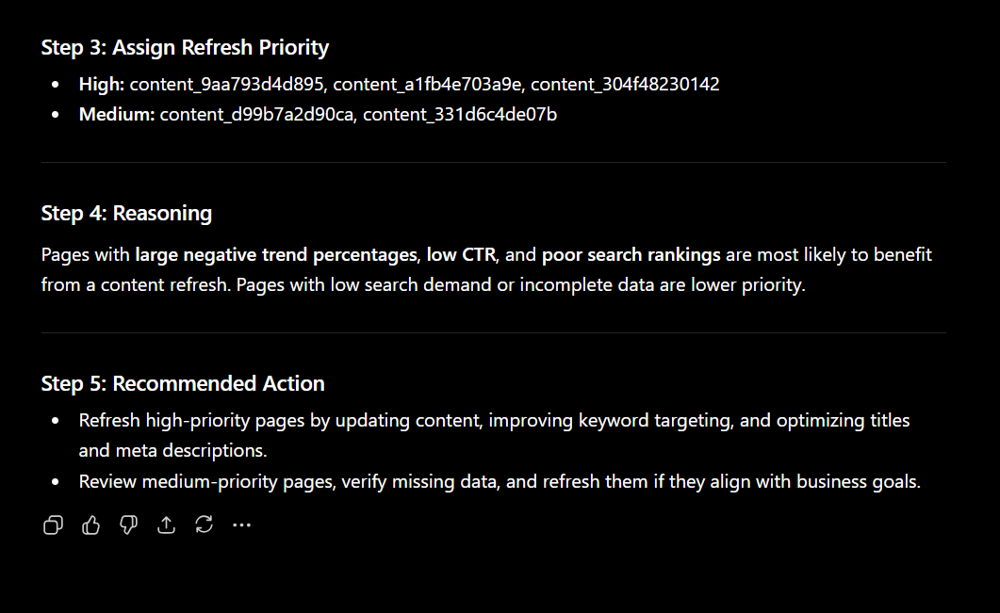 Step 3: Assign Refresh Priority
• High: content_9aa793d4d895, content_a1fb4e703a9e, content_304f48230142
• Medium: content_d99b7a2d90ca, content_331d6c4de07b
Step 4: Reasoning
Pages with large negative trend percentages, low CTR, and poor search rankings are most likely to benefit
from a content refresh. Pages with low search demand or incomplete data are lower priority.
Step 5: Recommended Action
• Refresh high-priority pages by updating content, improving keyword targeting, and optimizing titles
and meta descriptions.
• Review medium-priority pages, verify missing data, and refresh them if they align with business goals.